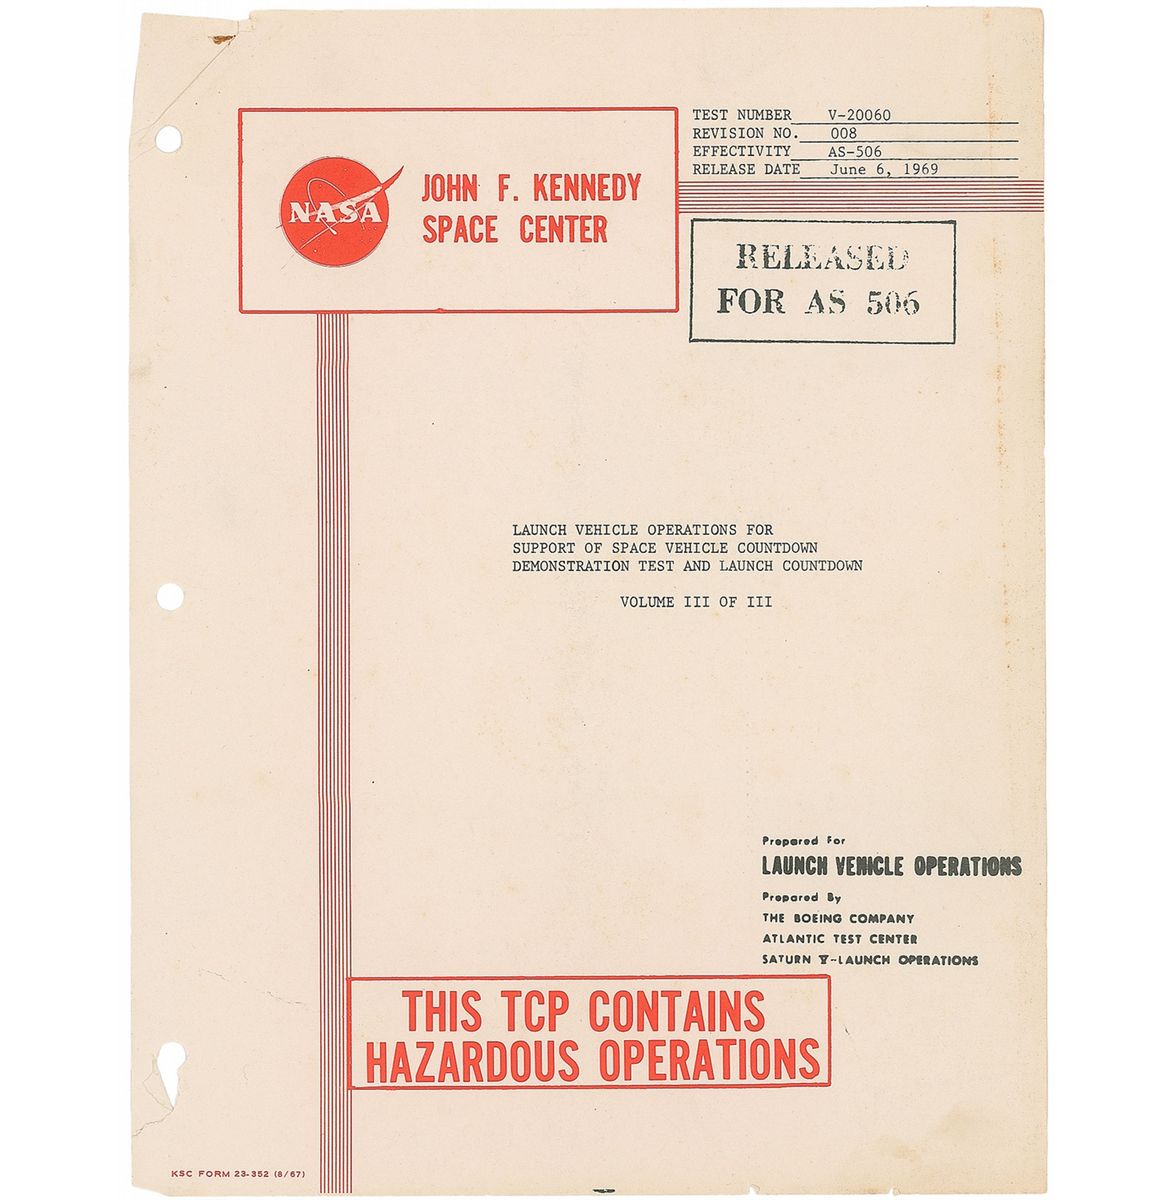 TEST NUMBER V-20060
REVISION NO. 008
EFFECTIVITY AS-506
RELEASE DATE June 6, 1969
NASA
JOHN F. KENNEDY
SPACE CENTER
RELEASED
FOR AS 506
LAUNCH VEHICLE OPERATIONS FOR
SUPPORT OF SPACE VEHICLE COUNTDOWN
DEMONSTRATION TEST AND LAUNCH COUNTDOWN
VOLUME III OF III
Prepared For
LAUNCH VEHICLE OPERATIONS
Prepared By
THE BOEING COMPANY
ATLANTIC TEST CENTER
SATURN V--LAUNCH OPERATIONS
THIS TCP CONTAINS
HAZARDOUS OPERATIONS
KSC FORM 23-352 (8/67)